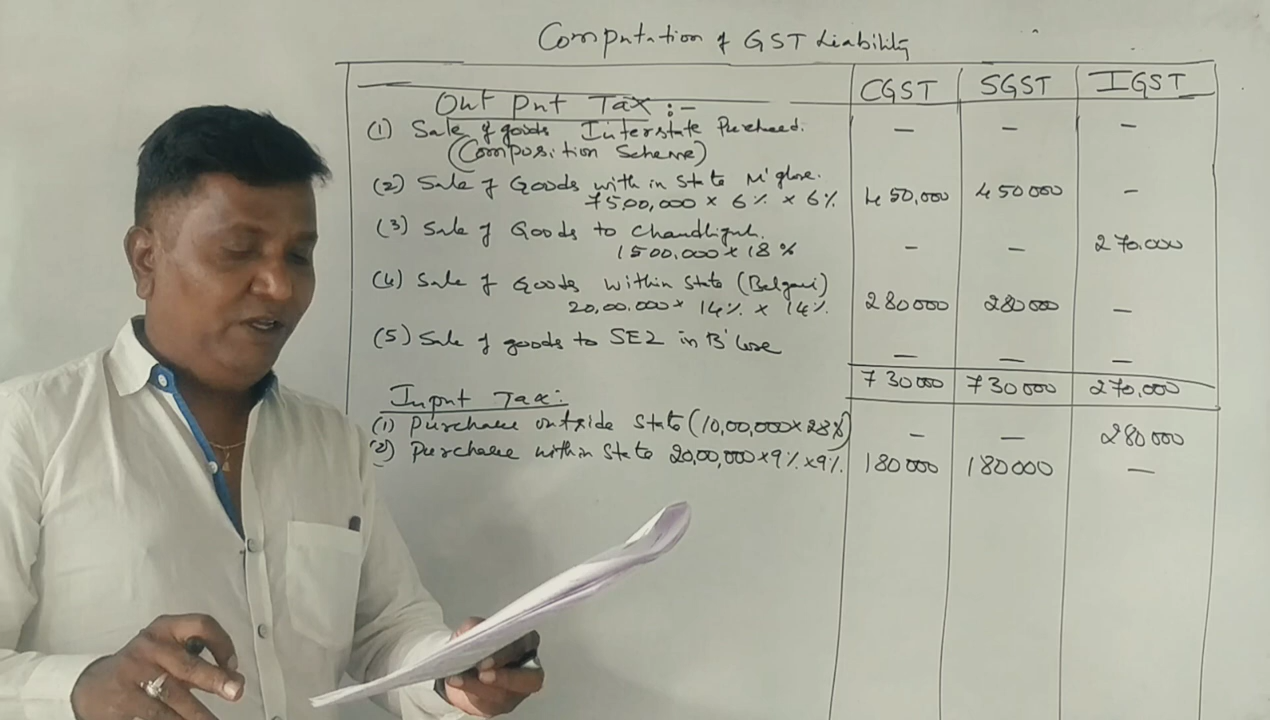 Computation of GST Liability
CGST SGST IGST
Out Put Tax :-
(1) Sale of goods Interstate Purchased. — — —
(Composition Scheme)
(2) Sale of Goods with in State M'glore.
7500,000 × 6% × 6% 450,000 450000 —
(3) Sale of Goods to Chandigarh.
1500,000 × 18% — — 270,000
(4) Sale of Goods within State (Belgavi)
20,00,000 × 14% × 14% 280000 280000 —
(5) Sale of goods to SEZ in B'lore — — —
730000 730000 270,000
Input Tax:
(1) Purchase outside State (10,00,000 × 28%) — — 280000
(2) Purchase within State 20,00,000 × 9% × 9% 180000 180000 —